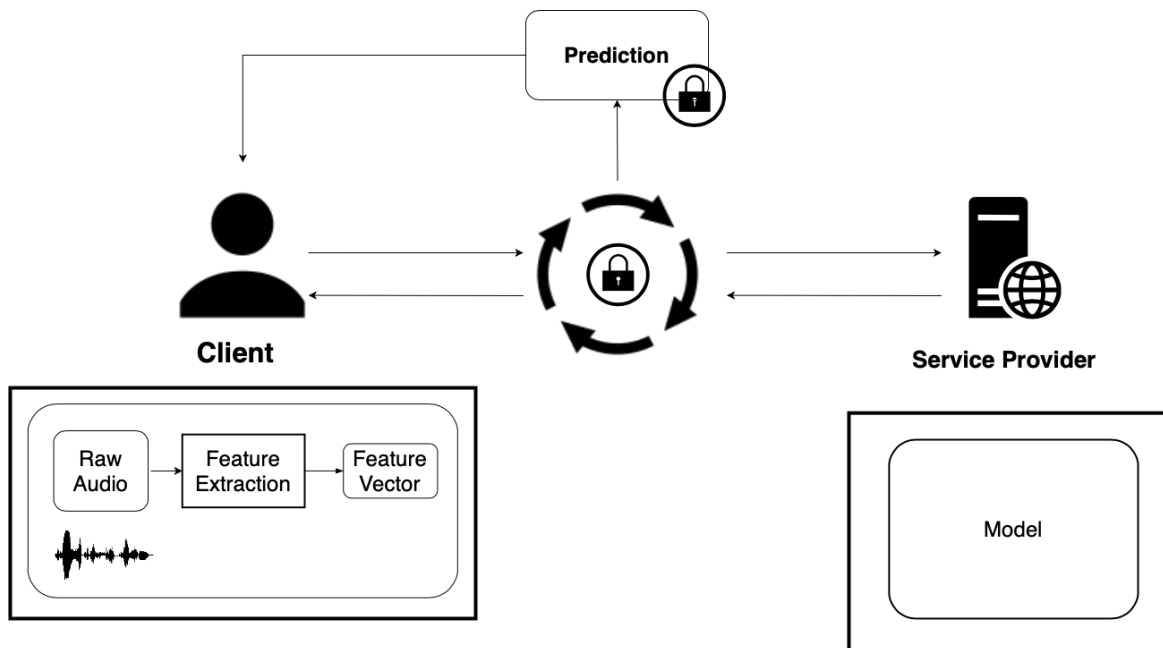 Prediction
Client
Service Provider
Raw
Audio
Feature
Extraction
Feature
Vector
Model